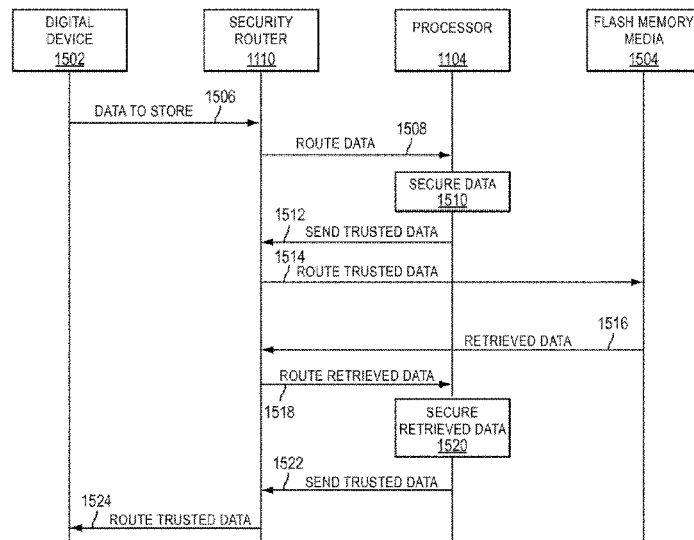 DIGITAL
DEVICE
1502
SECURITY
ROUTER
1110
PROCESSOR
1104
FLASH MEMORY
MEDIA
1504
1506
DATA TO STORE
1508
ROUTE DATA
SECURE DATA
1510
1512
SEND TRUSTED DATA
1514
ROUTE TRUSTED DATA
1516
RETRIEVED DATA
ROUTE RETRIEVED DATA
1518
SECURE
RETRIEVED DATA
1520
1522
SEND TRUSTED DATA
1524
ROUTE TRUSTED DATA